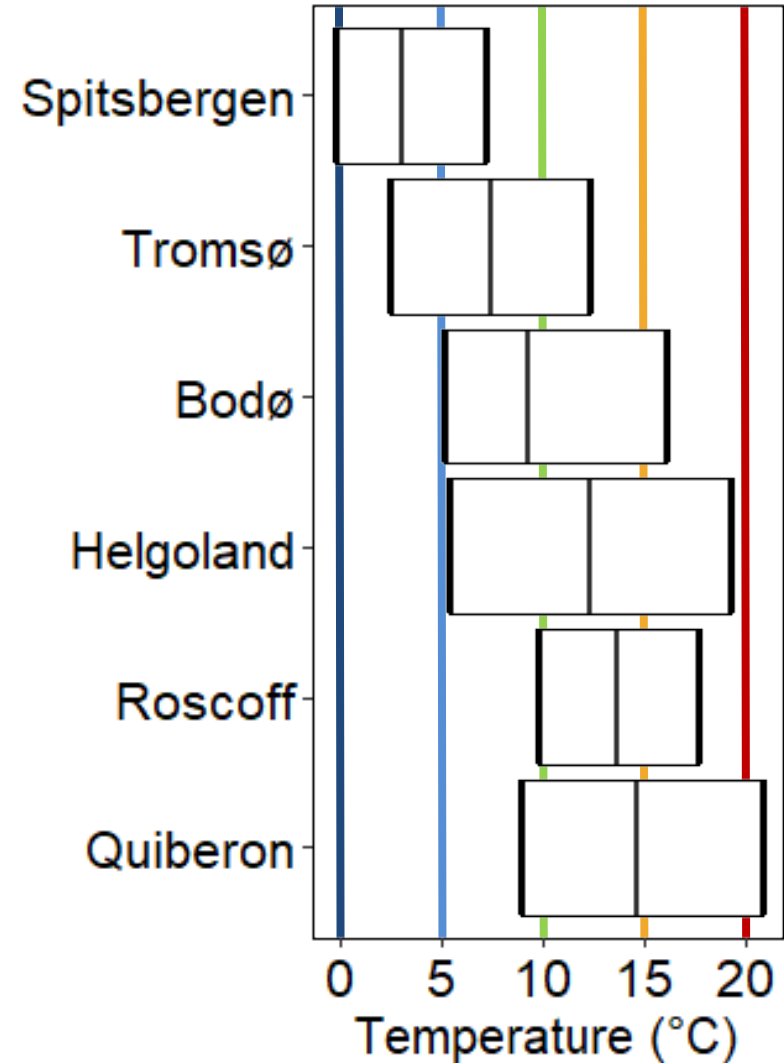 Spitsbergen
Tromsø
Bodø
Helgoland
Roscoff
Quiberon
0 5 10 15 20
Temperature (°C)